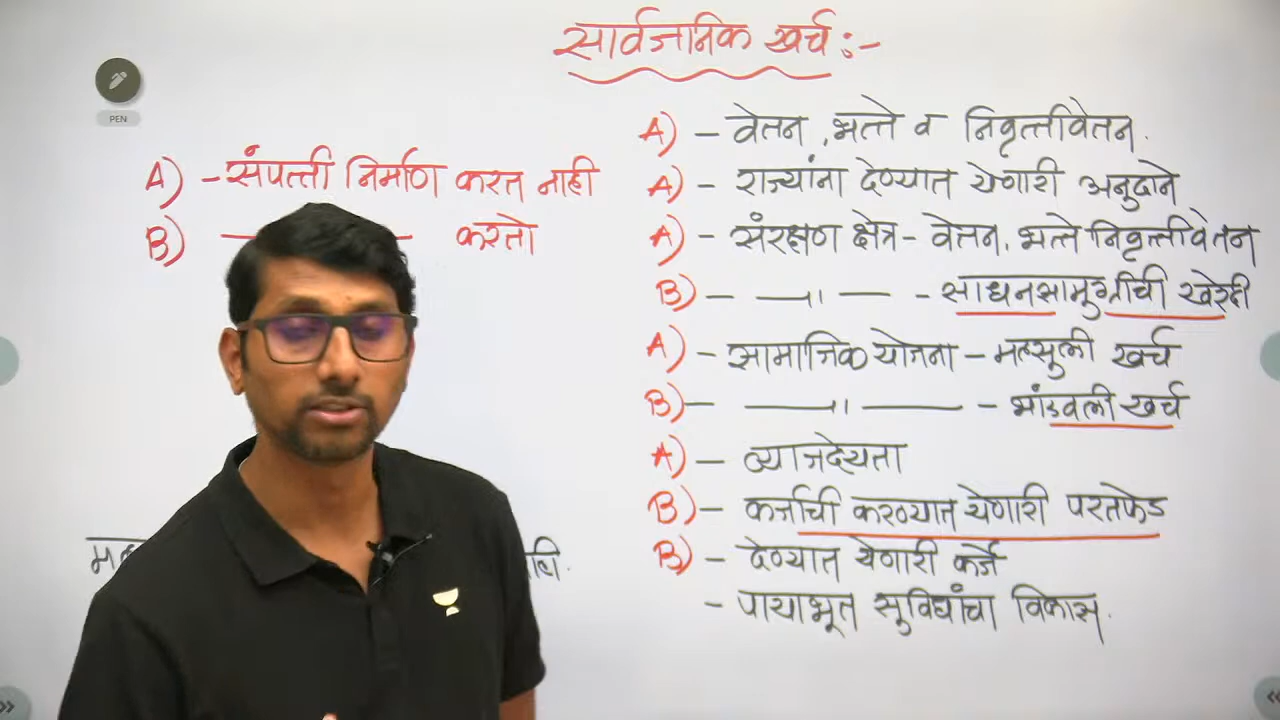 सार्वजनिक खर्च :-
PEN
A) - संपत्ती निर्माण करत नाही
B) ——— करतो
A) - वेतन, भत्ते व निवृत्तीवेतन.
A) - राज्यांना देण्यात येणारी अनुदाने
A) - संरक्षण क्षेत्र - वेतन, भत्ते निवृत्तीवेतन
B) - —॥— - साधनसामुग्रीची खरेदी
A) - सामाजिक योजना - महसुली खर्च
B) - —॥— - भांडवली खर्च
A) - व्याजदेयता
B) - कर्जाची करण्यात येणारी परतफेड
B) - देण्यात येणारी कर्जे
- पायाभूत सुविधांचा विकास.